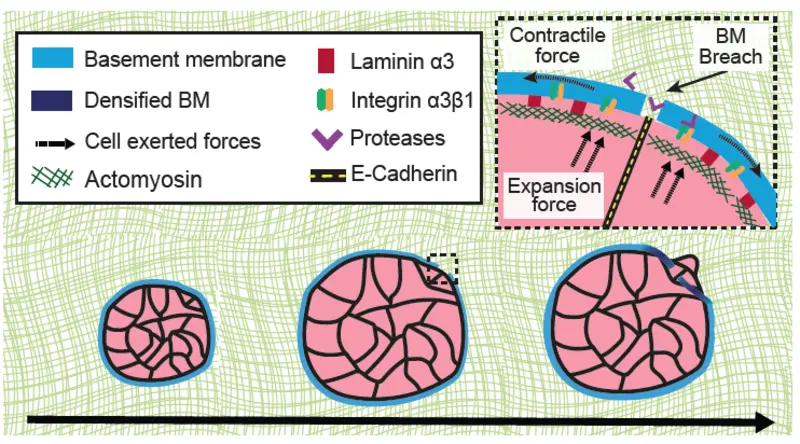 Basement membrane
Densified BM
Cell exerted forces
Actomyosin
Laminin α3
Integrin α3β1
Proteases
E-Cadherin
Contractile
force
BM
Breach
Expansion
force